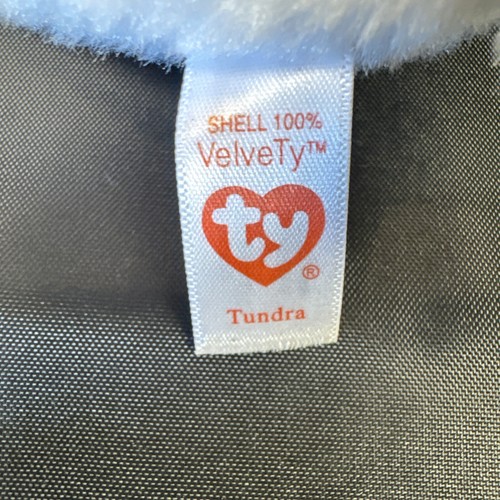 SHELL 100%
VelveTy™
ty®
Tundra